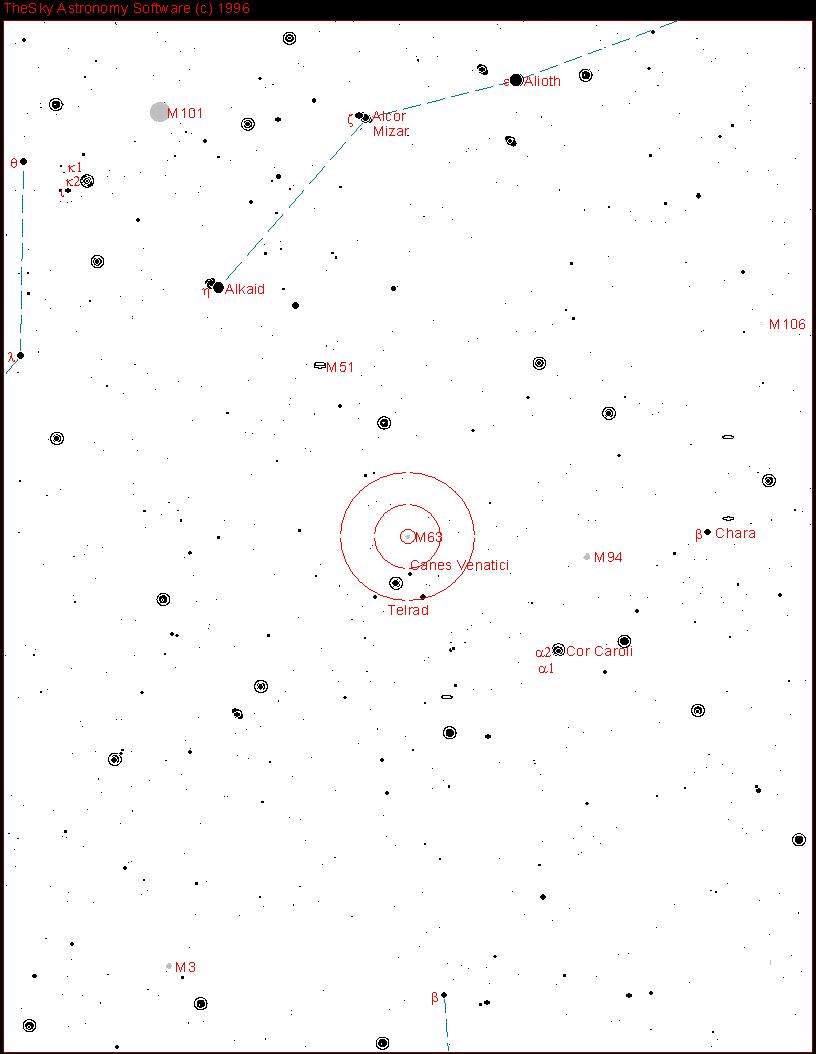 TheSky Astronomy Software (c) 1996
ε Alioth
M101
ζ Alcor
Mizar
θ
κ1
κ2
ι
η Alkaid
M106
λ
M51
β Chara
M63
M94
Canes Venatici
Telrad
α2 Cor Caroli
α1
M3
β